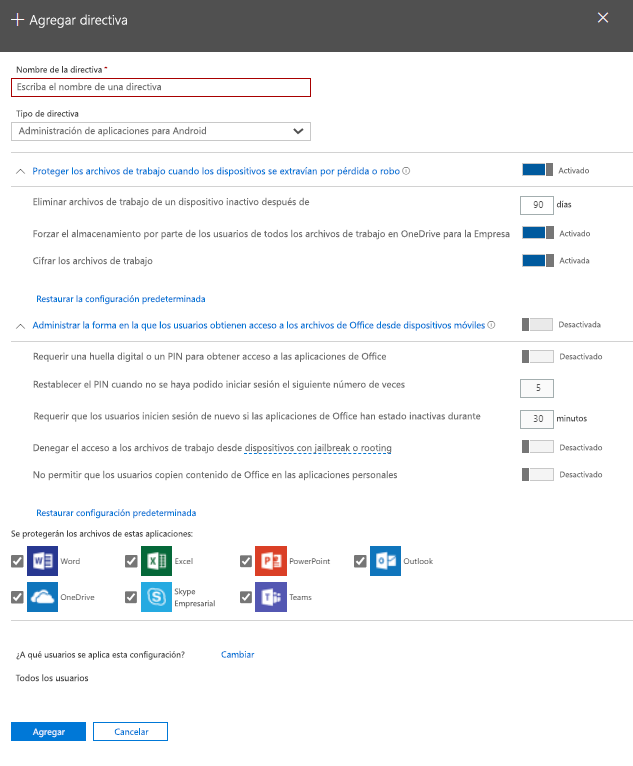 Agregar directiva
Nombre de la directiva *
Escriba el nombre de una directiva
Tipo de directiva
Administración de aplicaciones para Android
Proteger los archivos de trabajo cuando los dispositivos se extravían por pérdida o robo
Activado
Eliminar archivos de trabajo de un dispositivo inactivo después de
90 días
Forzar el almacenamiento por parte de los usuarios de todos los archivos de trabajo en OneDrive para la Empresa
Activado
Cifrar los archivos de trabajo
Activada
Restaurar la configuración predeterminada
Administrar la forma en la que los usuarios obtienen acceso a los archivos de Office desde dispositivos móviles
Desactivada
Requerir una huella digital o un PIN para obtener acceso a las aplicaciones de Office
Desactivado
Restablecer el PIN cuando no se haya podido iniciar sesión el siguiente número de veces
5
Requerir que los usuarios inicien sesión de nuevo si las aplicaciones de Office han estado inactivas durante
30 minutos
Denegar el acceso a los archivos de trabajo desde dispositivos con jailbreak o rooting
Desactivado
No permitir que los usuarios copien contenido de Office en las aplicaciones personales
Desactivado
Restaurar configuración predeterminada
Se protegerán los archivos de estas aplicaciones:
Word
Excel
PowerPoint
Outlook
OneDrive
Skype
Empresarial
Teams
¿A qué usuarios se aplica esta configuración?
Cambiar
Todos los usuarios
Agregar
Cancelar